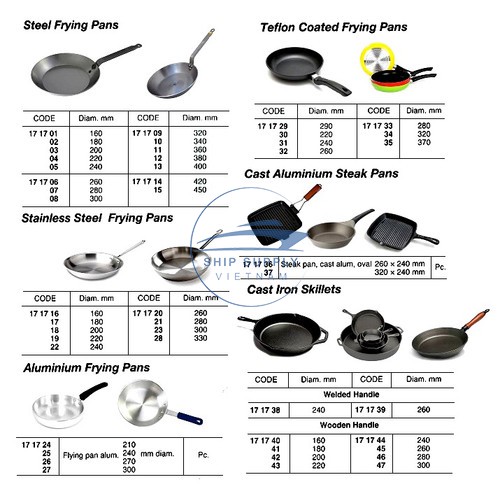 Steel Frying Pans
CODE Diam. mm CODE Diam. mm
17 17 01 160 17 17 09 320
02 180 10 340
03 200 11 360
04 220 12 380
05 240 13 400
17 17 06 260 17 17 14 420
07 280 15 450
08 300
Stainless Steel Frying Pans
CODE Diam. mm CODE Diam. mm
17 17 16 160 17 17 20 260
17 180 21 280
18 200 23 300
19 220 28 330
22 240
Aluminium Frying Pans
17 17 24 210
25 Flying pan alum. 240 mm diam. Pc.
26 270
27 300
Teflon Coated Frying Pans
CODE Diam. mm CODE Diam. mm
17 17 29 290 17 17 33 280
30 220 34 320
31 240 35 370
32 260
Cast Aluminium Steak Pans
SHIP SUPPLY
VIETNAM
17 17 36 Steak pan, cast alum, oval 260 × 240 mm Pc.
37 320 × 240 mm
Cast Iron Skillets
CODE Diam. mm CODE Diam. mm
Welded Handle
17 17 38 240 17 17 39 260
Wooden Handle
17 17 40 160 17 17 44 240
41 180 45 260
42 200 46 280
43 220 47 300